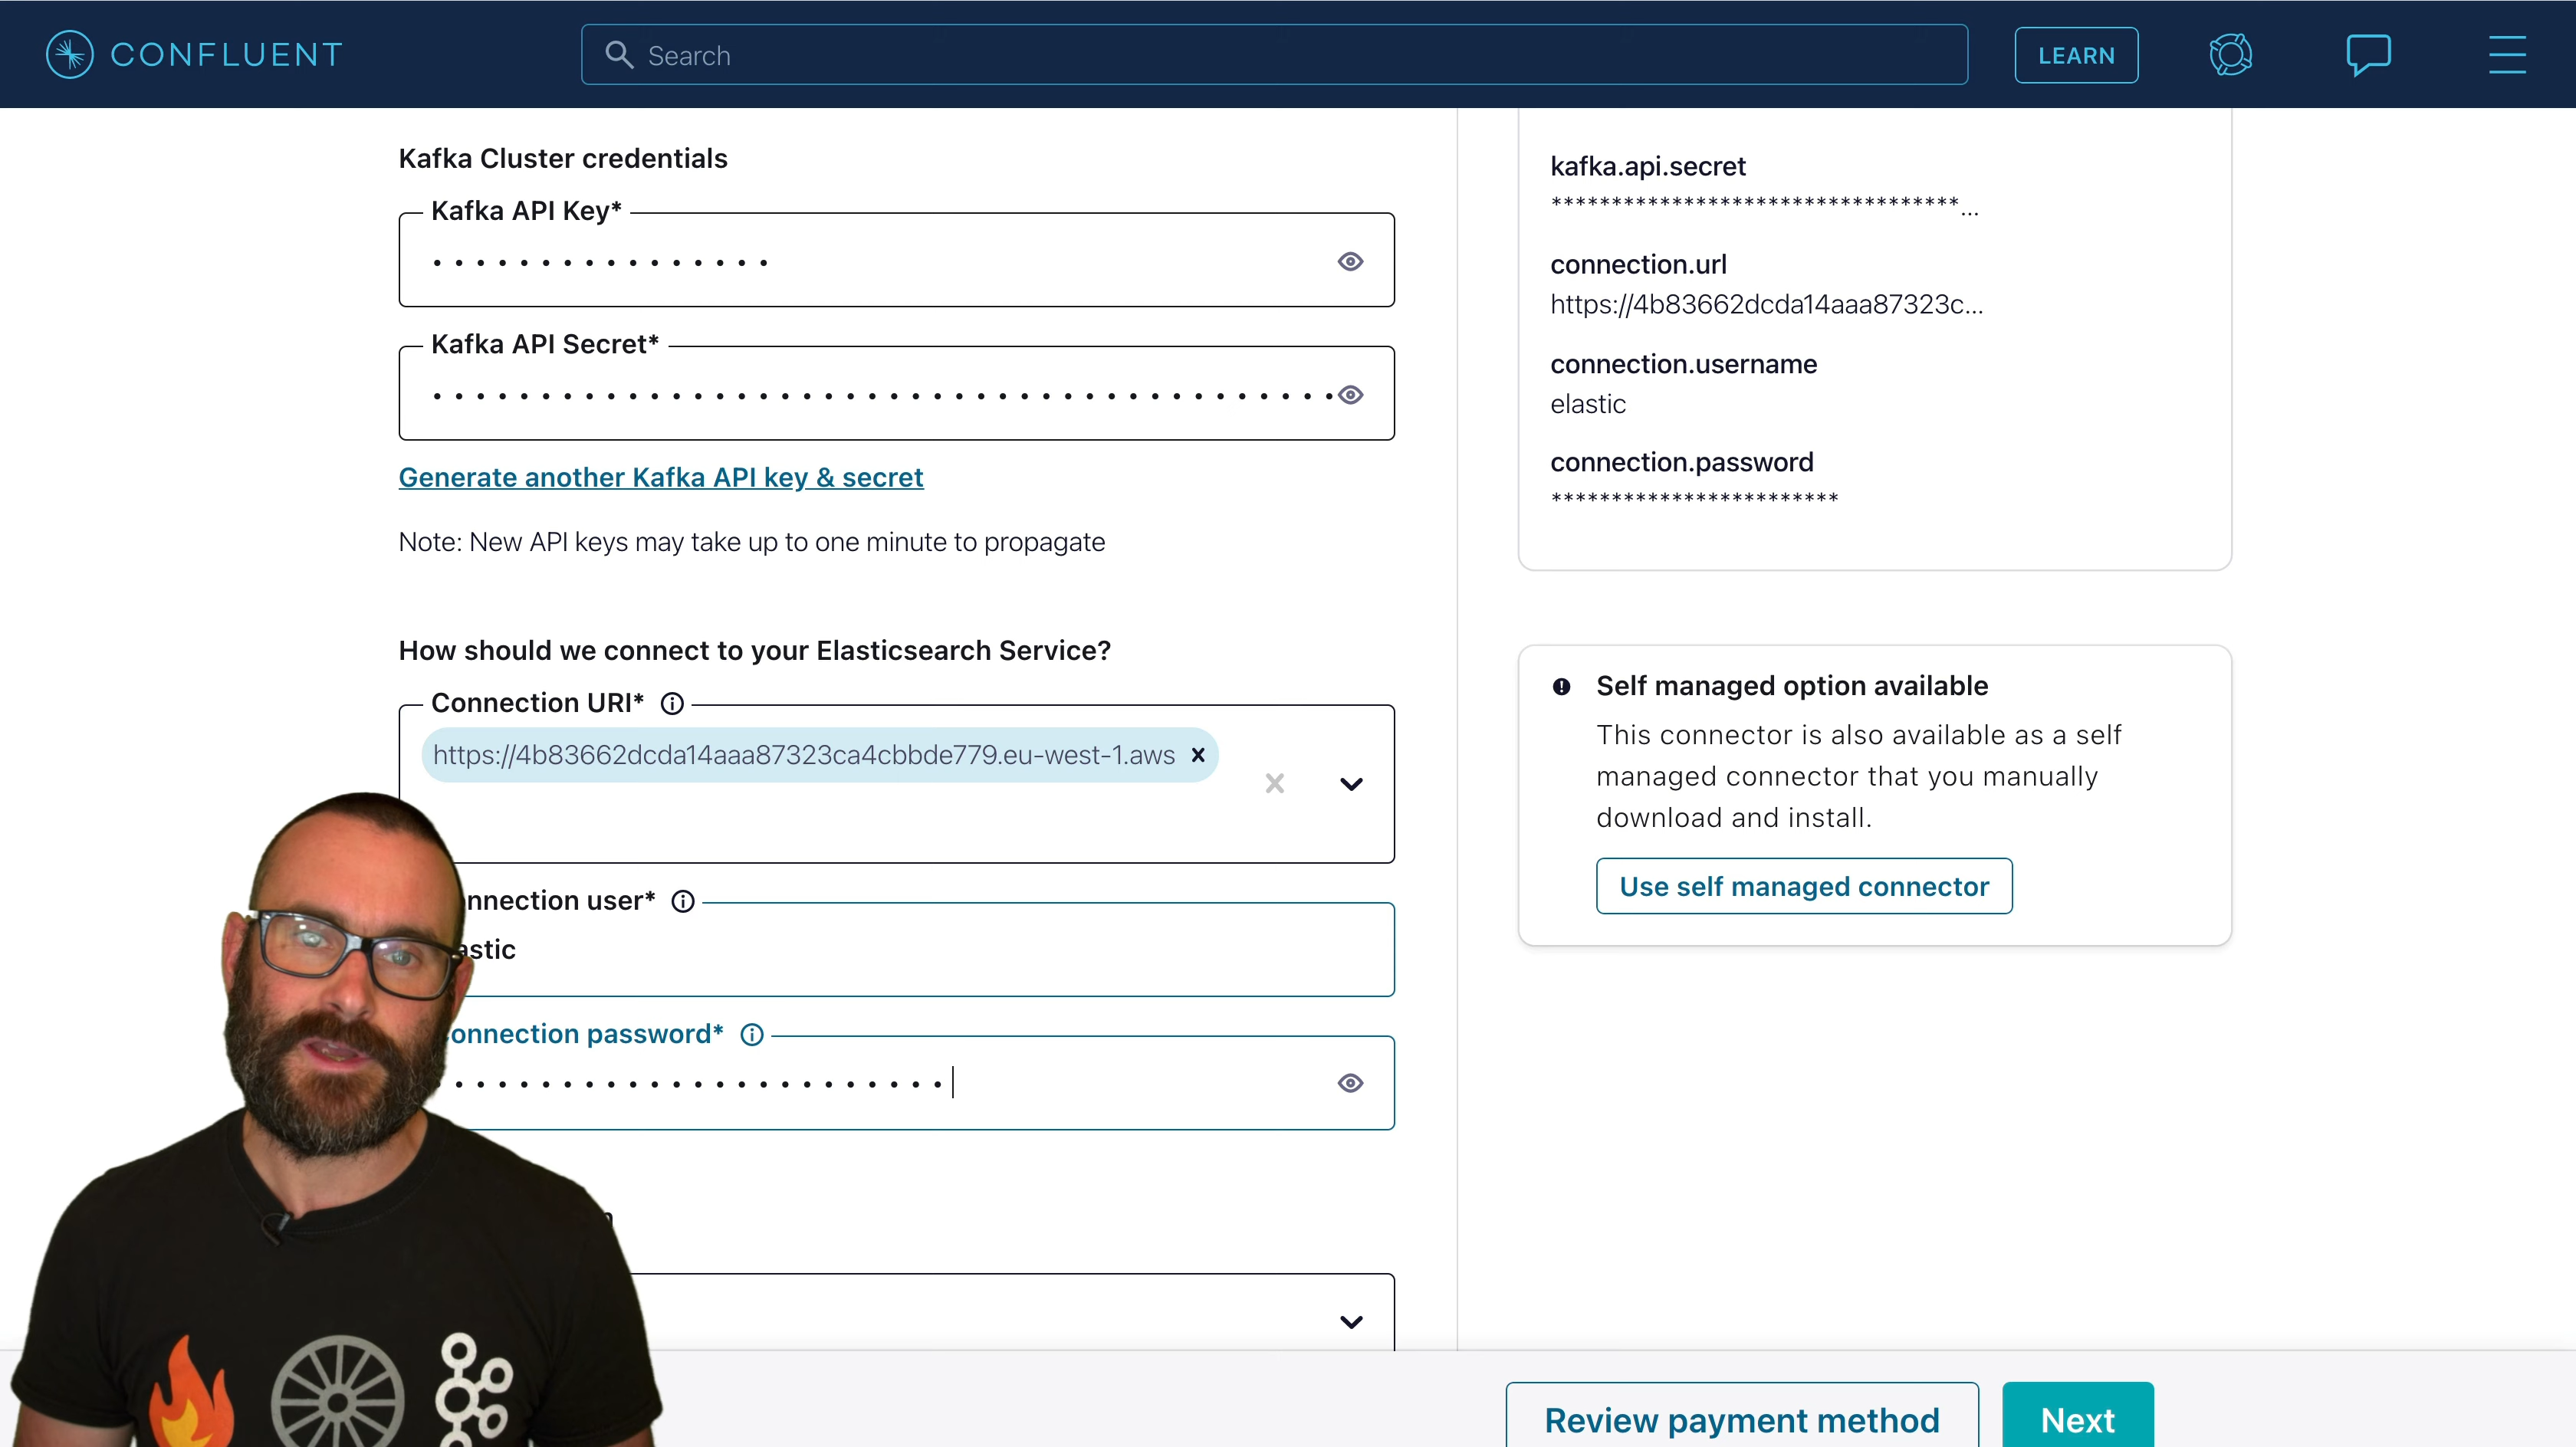 CONFLUENT
Search
LEARN
Kafka Cluster credentials
Kafka API Key*
Kafka API Secret*
Generate another Kafka API key & secret
Note: New API keys may take up to one minute to propagate
How should we connect to your Elasticsearch Service?
Connection URI*
https://4b83662dcda14aaa87323ca4cbbde779.eu-west-1.aws
nnection user*
astic
onnection password*
kafka.api.secret
**********************************...
connection.url
https://4b83662dcda14aaa87323c...
connection.username
elastic
connection.password
************************
Self managed option available
This connector is also available as a self
managed connector that you manually
download and install.
Use self managed connector
Review payment method
Next